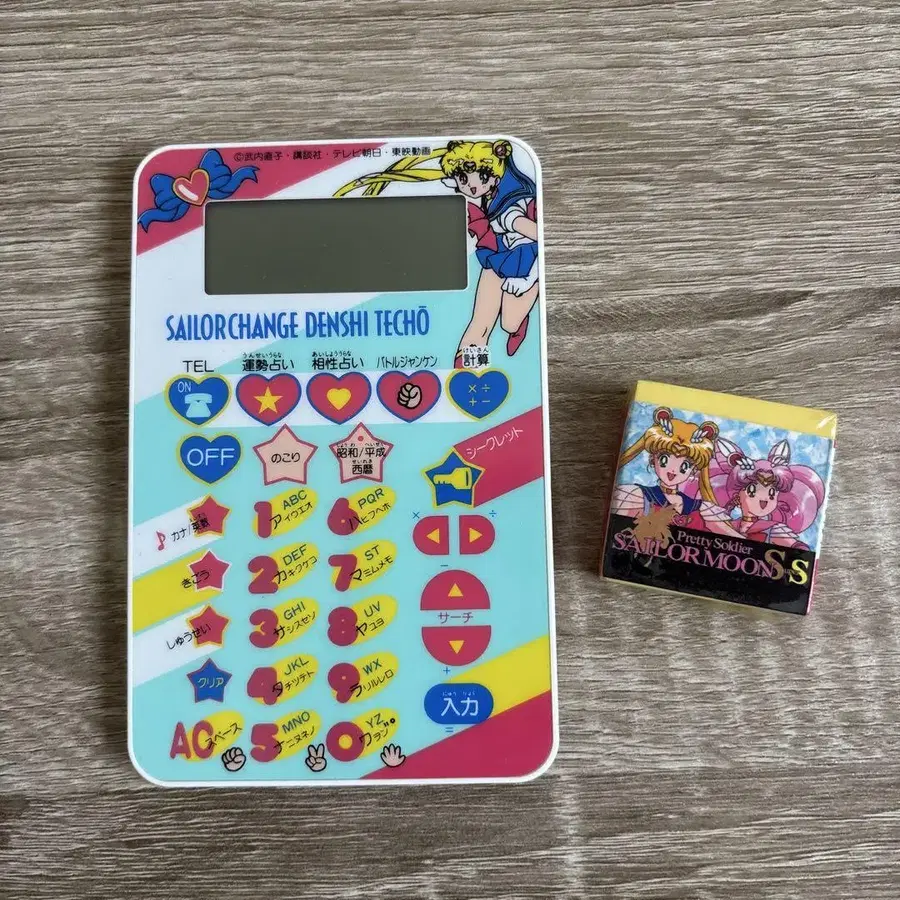 ©武内直子・講談社・テレビ朝日・東映動画
SAILORCHANGE DENSHI TECHŌ
TEL
うんせいうらな
運勢占い
あいしょううらな
相性占い
バトルジャンケン
けいさん
計算
ON
× ÷
+ −
OFF
のこり
しょうわ へいせい
昭和/平成
せいれき
西暦
シークレット
♪ カナ/英数
1 ABC
アイウエオ
6 PQR
ハヒフヘホ
× ÷
きごう
2 DEF
カキクケコ
7 ST
マミムメモ
−
サーチ
+
しゅうせい
3 GHI
サシスセソ
8 UV
ヤユヨ
クリア
4 JKL
タチツテト
9 WX
ラリルレロ
にゅうりょく
入力
=
AC スペース
5 MNO
ナニヌネノ
0 YZ
ワヲン゛゜
Pretty Soldier
SAILORMOON SS